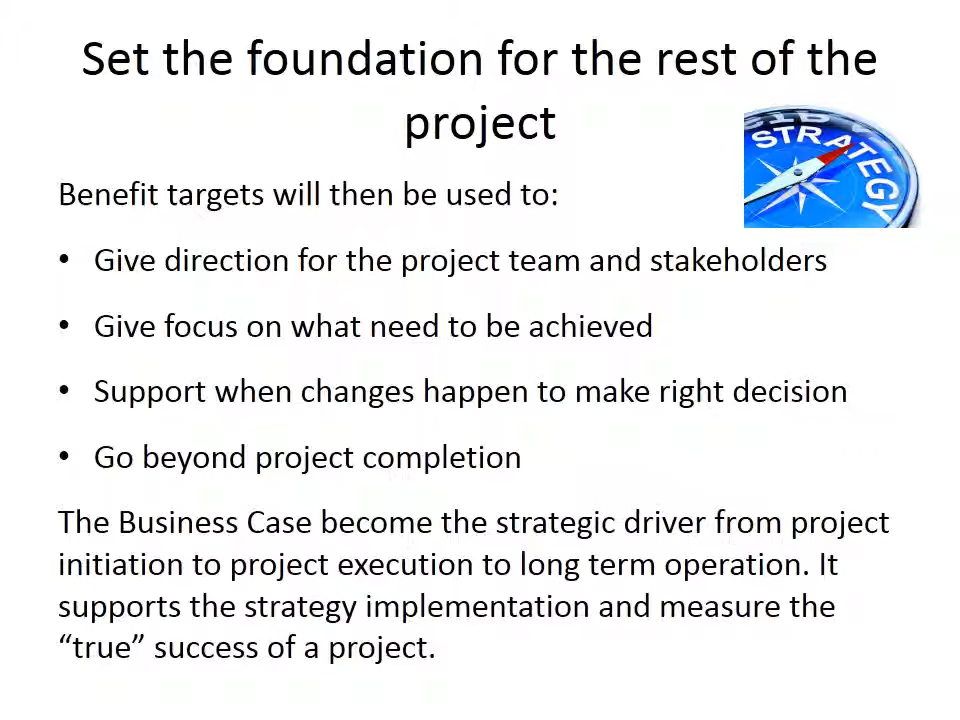 Set the foundation for the rest of the
project
STRATEGY
Benefit targets will then be used to:
• Give direction for the project team and stakeholders
• Give focus on what need to be achieved
• Support when changes happen to make right decision
• Go beyond project completion
The Business Case become the strategic driver from project
initiation to project execution to long term operation. It
supports the strategy implementation and measure the
“true” success of a project.